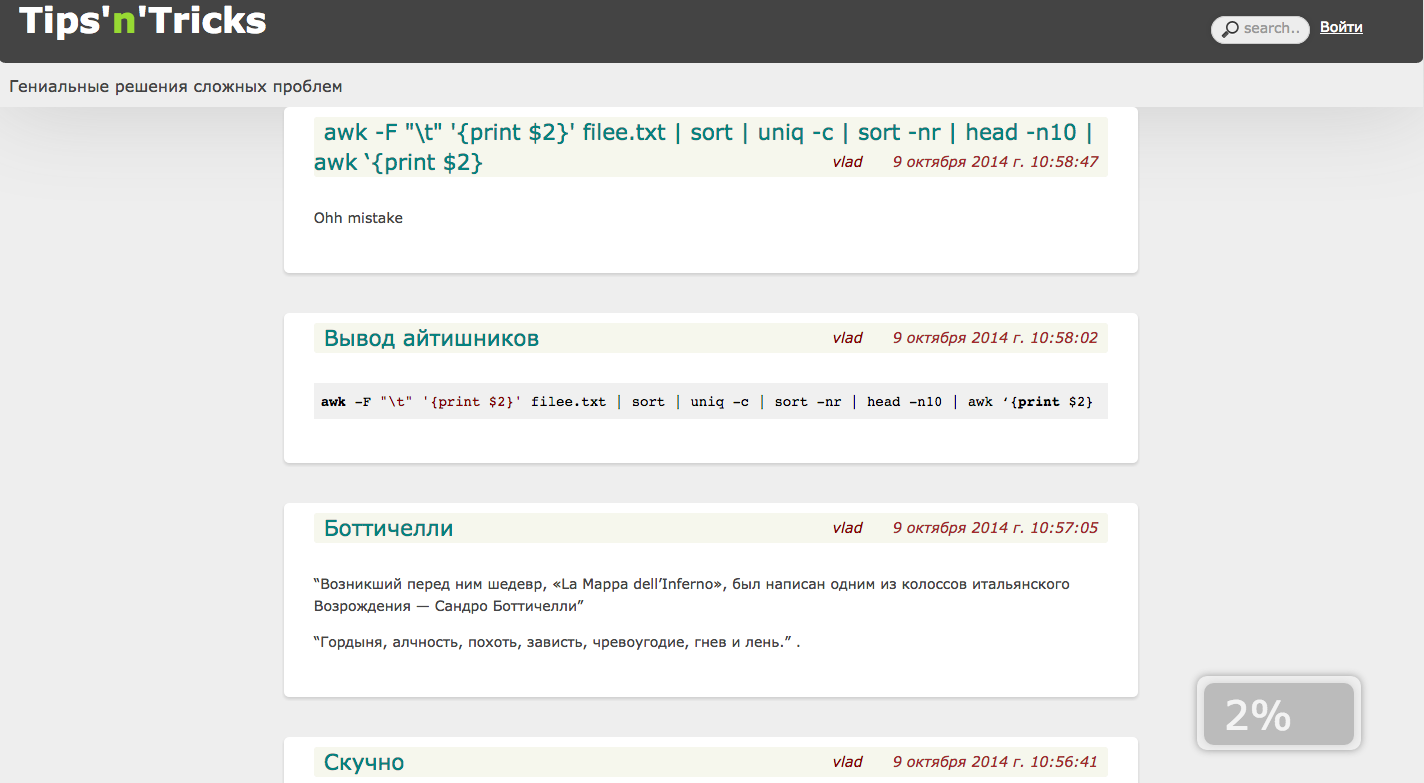 Tips'n'Tricks
search..
Войти
Гениальные решения сложных проблем
awk -F "\t" '{print $2}' filee.txt | sort | uniq -c | sort -nr | head -n10 |
awk ‘{print $2}
vlad 9 октября 2014 г. 10:58:47
Ohh mistake
Вывод айтишников
vlad 9 октября 2014 г. 10:58:02
awk -F "\t" '{print $2}' filee.txt | sort | uniq -c | sort -nr | head -n10 | awk ‘{print $2}
Боттичелли
vlad 9 октября 2014 г. 10:57:05
“Возникший перед ним шедевр, «La Mappa dell’Inferno», был написан одним из колоссов итальянского
Возрождения — Сандро Боттичелли”
“Гордыня, алчность, похоть, зависть, чревоугодие, гнев и лень.” .
2%
Скучно
vlad 9 октября 2014 г. 10:56:41